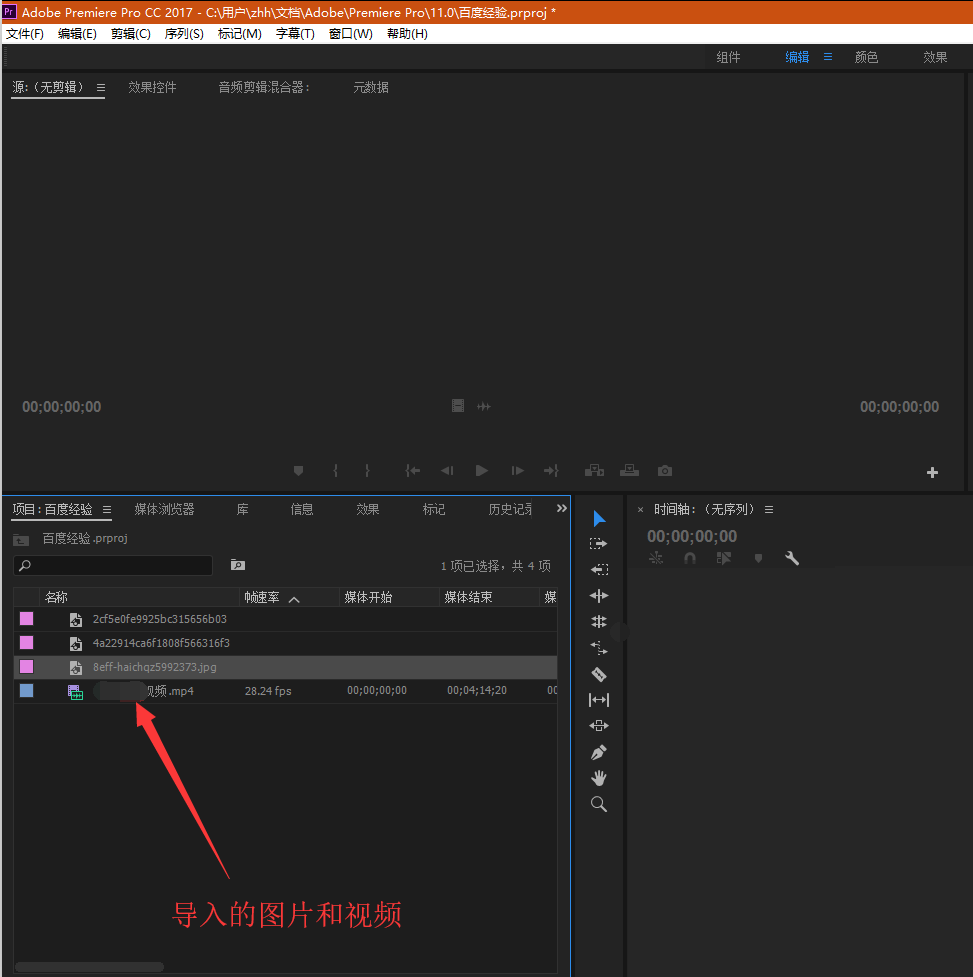 Pr Adobe Premiere Pro CC 2017 - C:\用户\zhh\文档\Adobe\Premiere Pro\11.0\百度经验.prproj *
文件(F) 编辑(E) 剪辑(C) 序列(S) 标记(M) 字幕(T) 窗口(W) 帮助(H)
组件 编辑 颜色 效果
源:（无剪辑） 效果控件 音频剪辑混合器: 元数据
00;00;00;00 00;00;00;00
项目: 百度经验 媒体浏览器 库 信息 效果 标记 历史记录
百度经验.prproj
1 项已选择，共 4 项
名称 帧速率 媒体开始 媒体结束 媒
2cf5e0fe9925bc315656b03
4a22914ca6f1808f566316f3
8eff-haichqz5992373.jpg
视频.mp4 28.24 fps 00;00;00;00 00;04;14;20 00
× 时间轴:（无序列）
00;00;00;00
导入的图片和视频